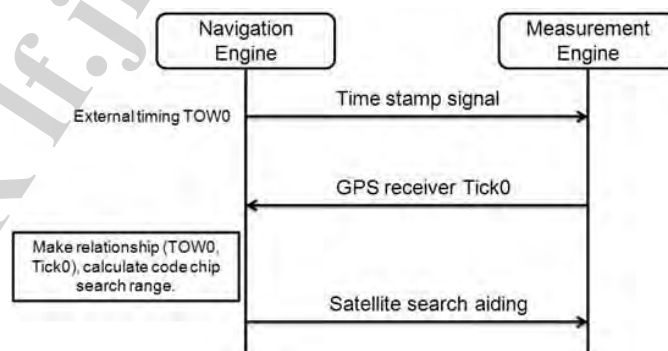 Navigation
Engine
Measurement
Engine
External timing TOW0
Time stamp signal
GPS receiver Tick0
Make relationship (TOW0,
Tick0), calculate code chip
search range.
Satellite search aiding